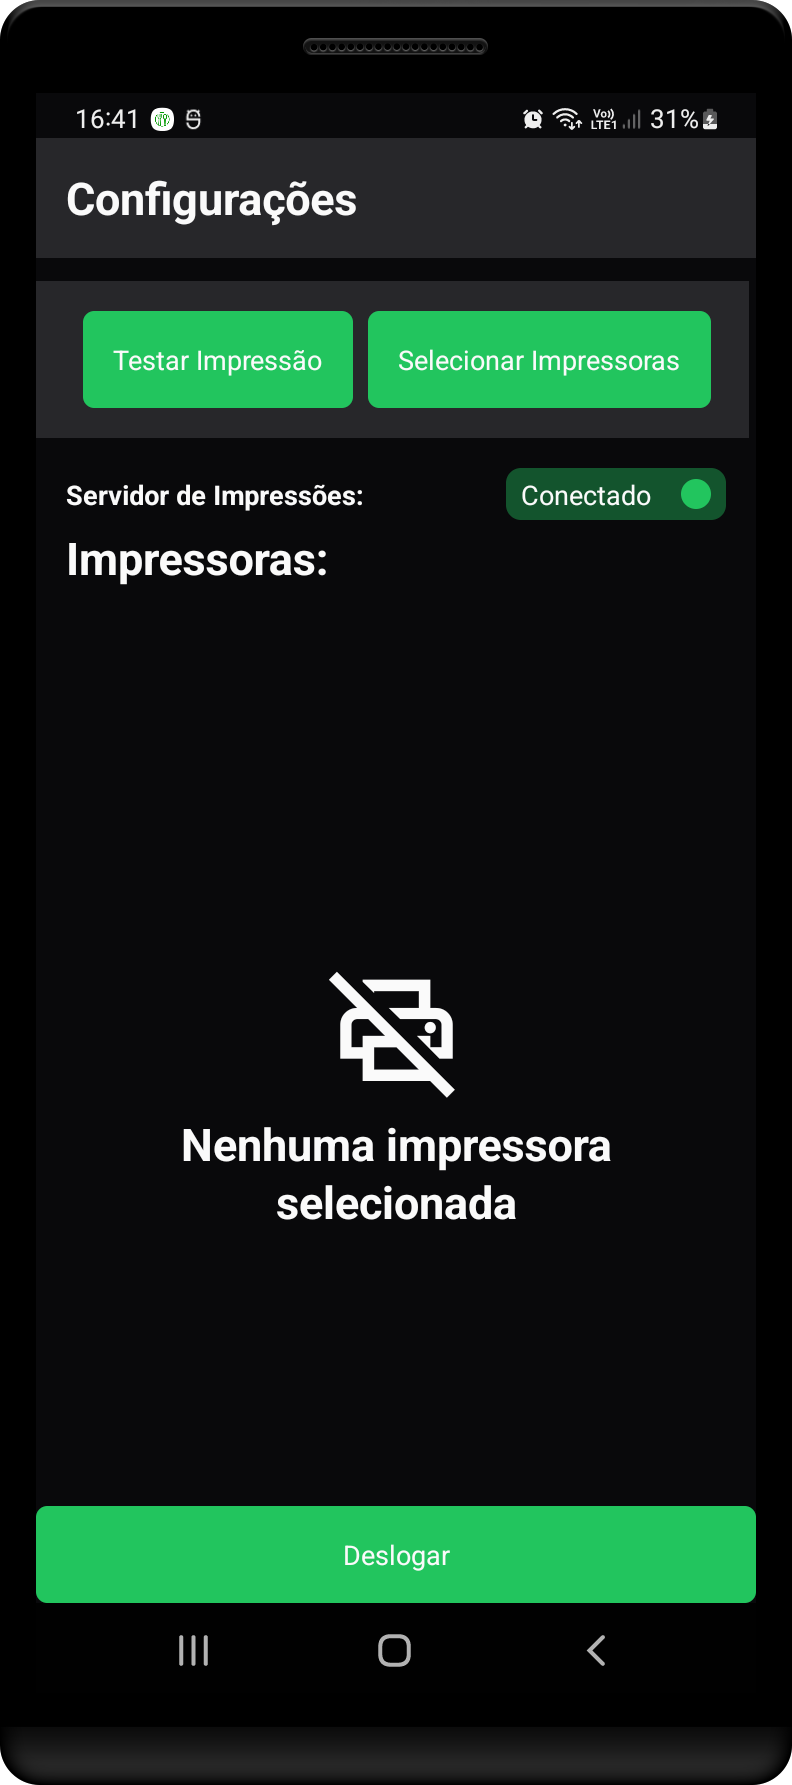 16:41
Vo)) LTE1 31%
Configurações
Testar Impressão
Selecionar Impressoras
Servidor de Impressões:
Conectado
Impressoras:
Nenhuma impressora
selecionada
Deslogar